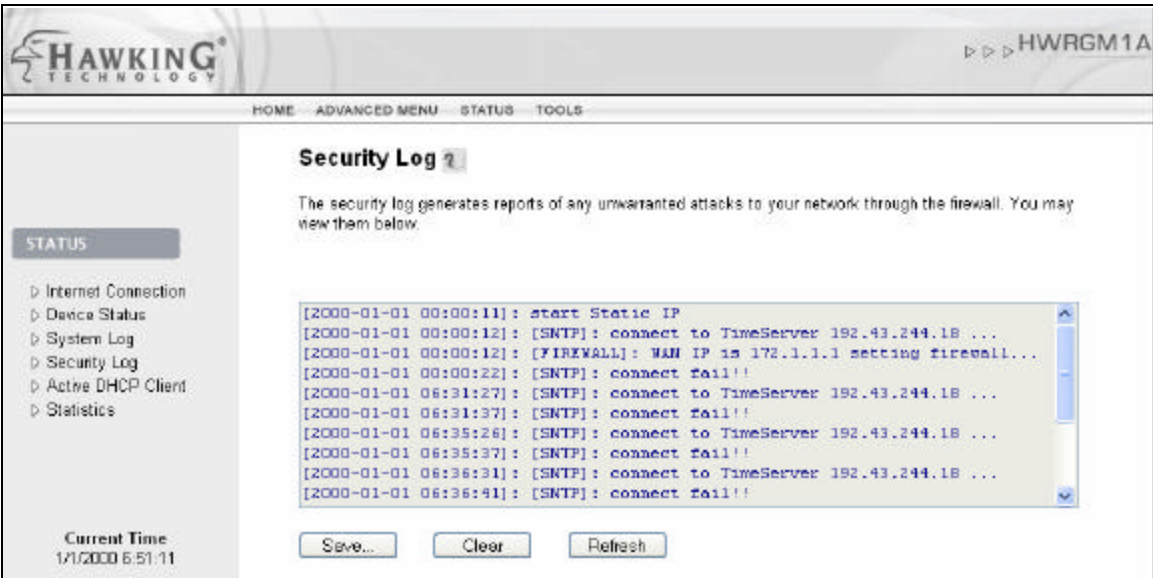 HAWKING
TECHNOLOGY
HWRGM1A
HOME ADVANCED MENU STATUS TOOLS
Security Log ?
The security log generates reports of any unwarranted attacks to your network through the firewall. You may
view them below.
STATUS
Internet Connection
Device Status
System Log
Security Log
Active DHCP Client
Statistics
[2000-01-01 00:00:11]: start Static IP
[2000-01-01 00:00:12]: [SNTP]: connect to TimeServer 192.43.244.18 ...
[2000-01-01 00:00:12]: [FIREWALL]: WAN IP is 172.1.1.1 setting firewall...
[2000-01-01 00:00:22]: [SNTP]: connect fail!!
[2000-01-01 06:31:27]: [SNTP]: connect to TimeServer 192.43.244.18 ...
[2000-01-01 06:31:37]: [SNTP]: connect fail!!
[2000-01-01 06:35:26]: [SNTP]: connect to TimeServer 192.43.244.18 ...
[2000-01-01 06:35:37]: [SNTP]: connect fail!!
[2000-01-01 06:36:31]: [SNTP]: connect to TimeServer 192.43.244.18 ...
[2000-01-01 06:36:41]: [SNTP]: connect fail!!
Save... Clear Refresh
Current Time
1/1/2000 6:51:11